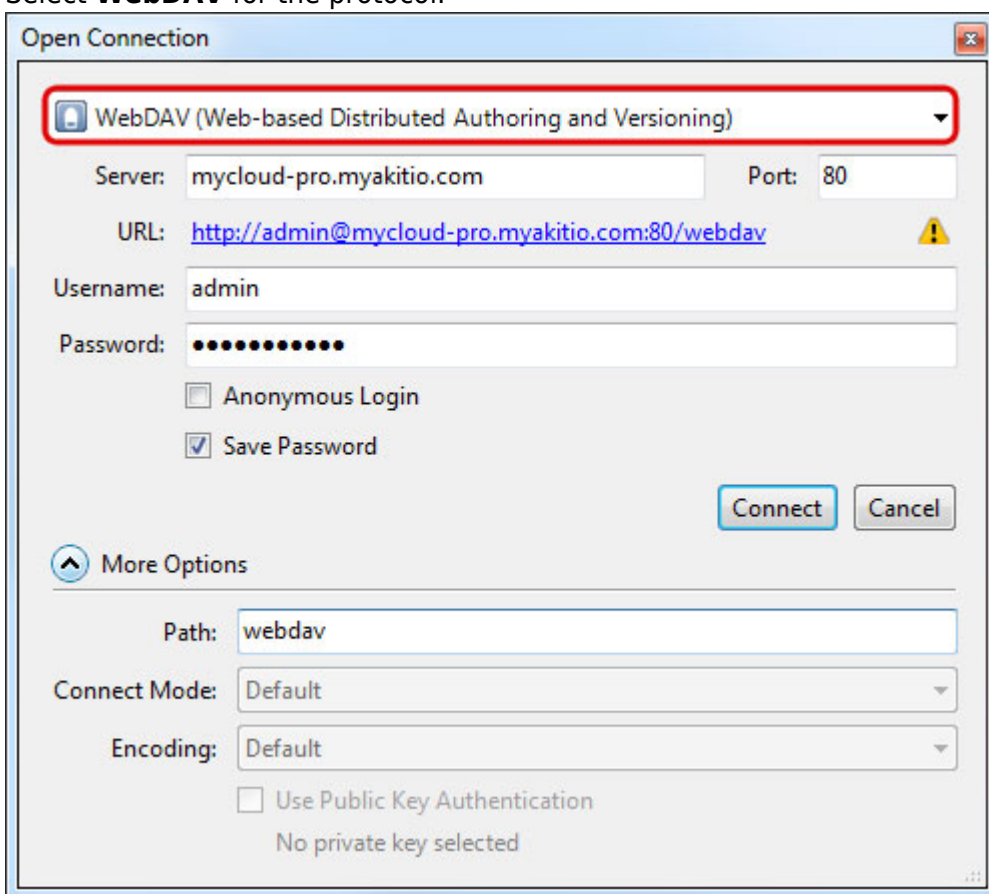 Select WebDAV for the protocol.
Open Connection
WebDAV (Web-based Distributed Authoring and Versioning)
Server: mycloud-pro.myakitio.com Port: 80
URL: http://admin@mycloud-pro.myakitio.com:80/webdav
Username: admin
Password: •••••••••••
Anonymous Login
Save Password
Connect Cancel
More Options
Path: webdav
Connect Mode: Default
Encoding: Default
Use Public Key Authentication
No private key selected